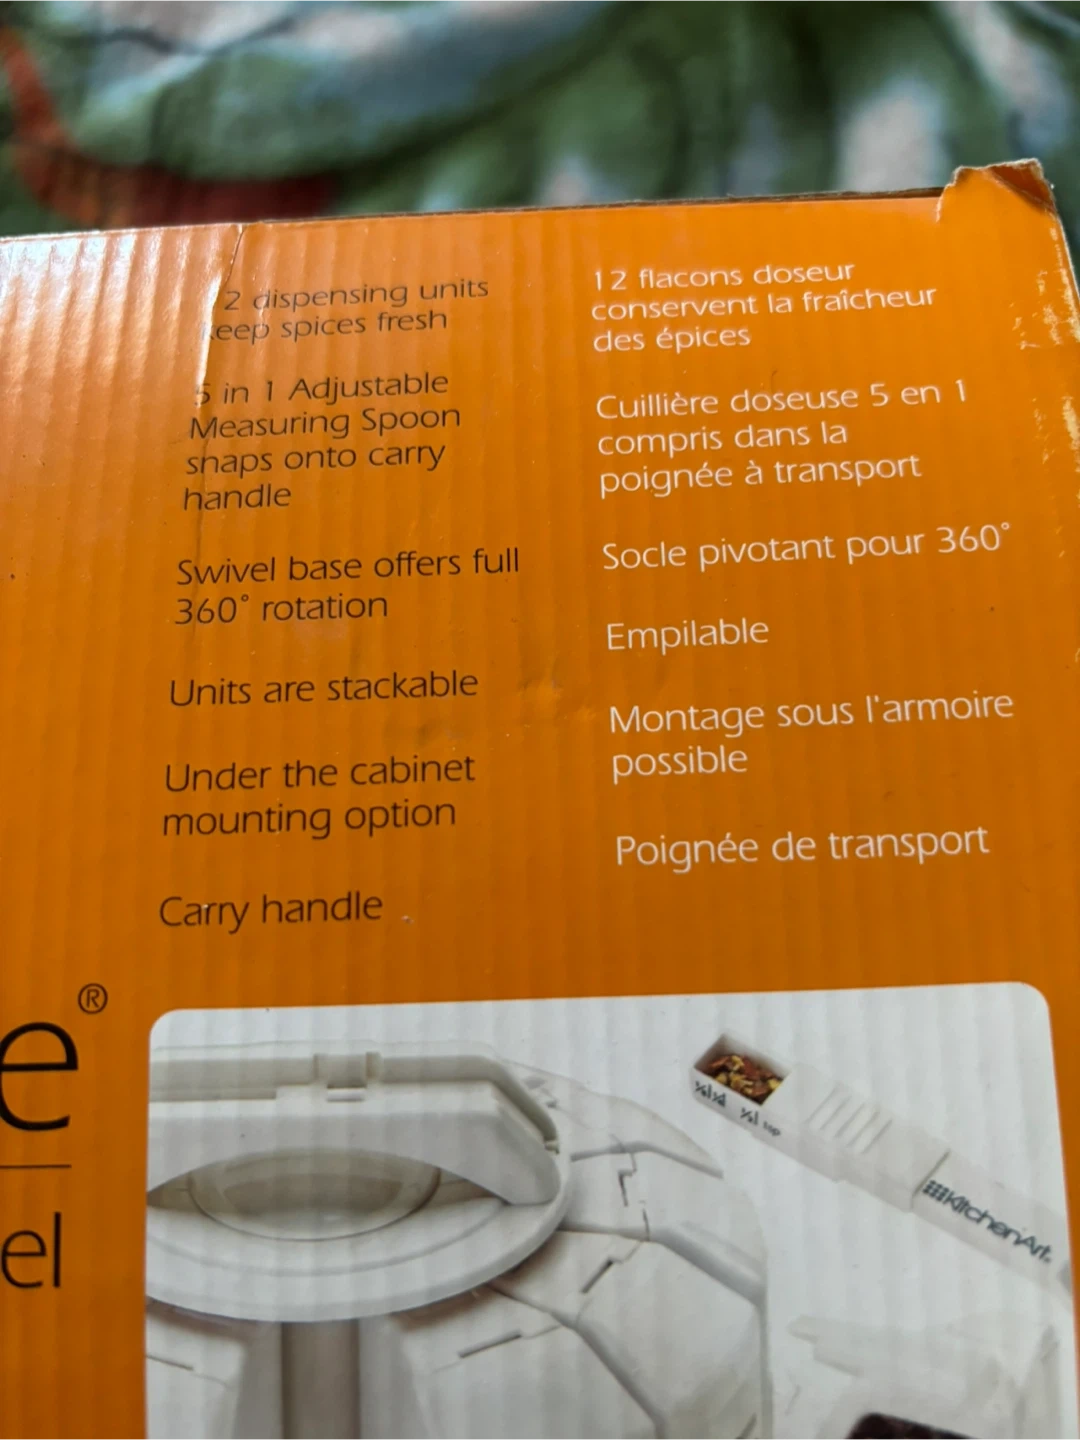 2 dispensing units
keep spices fresh
5 in 1 Adjustable
Measuring Spoon
snaps onto carry
handle
Swivel base offers full
360° rotation
Units are stackable
Under the cabinet
mounting option
Carry handle
12 flacons doseur
conservent la fraîcheur
des épices
Cuillière doseuse 5 en 1
compris dans la
poignée à transport
Socle pivotant pour 360°
Empilable
Montage sous l'armoire
possible
Poignée de transport
e®
el
KitchenArt.